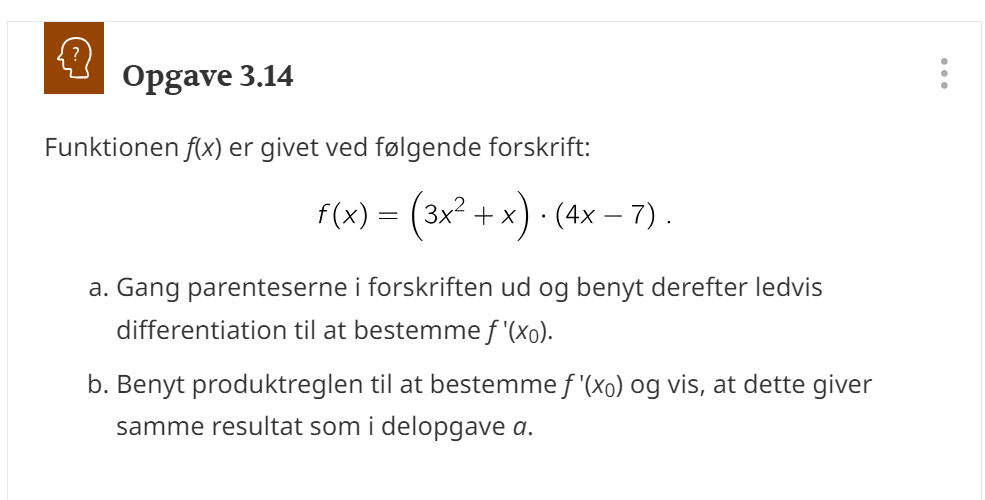 ?
Opgave 3.14
Funktionen f(x) er givet ved følgende forskrift:
f(x) = (3x² + x) · (4x − 7) .
a. Gang parenteserne i forskriften ud og benyt derefter ledvis
differentiation til at bestemme f '(x₀).
b. Benyt produktreglen til at bestemme f '(x₀) og vis, at dette giver
samme resultat som i delopgave a.